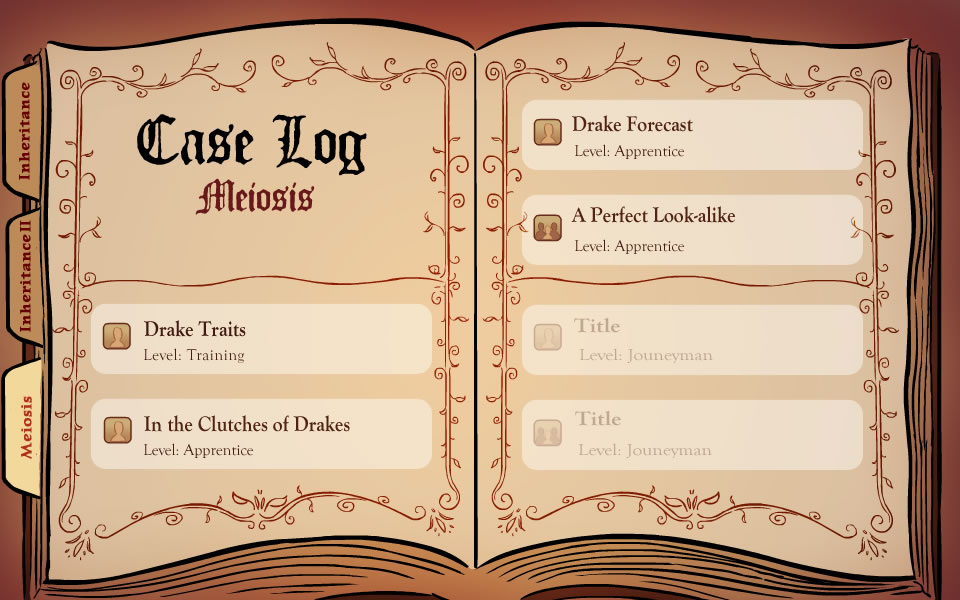 Inheritance
Inheritance II
Meiosis
Case Log
Meiosis
Drake Traits
Level: Training
In the Clutches of Drakes
Level: Apprentice
Drake Forecast
Level: Apprentice
A Perfect Look-alike
Level: Apprentice
Title
Level: Jouneyman
Title
Level: Jouneyman